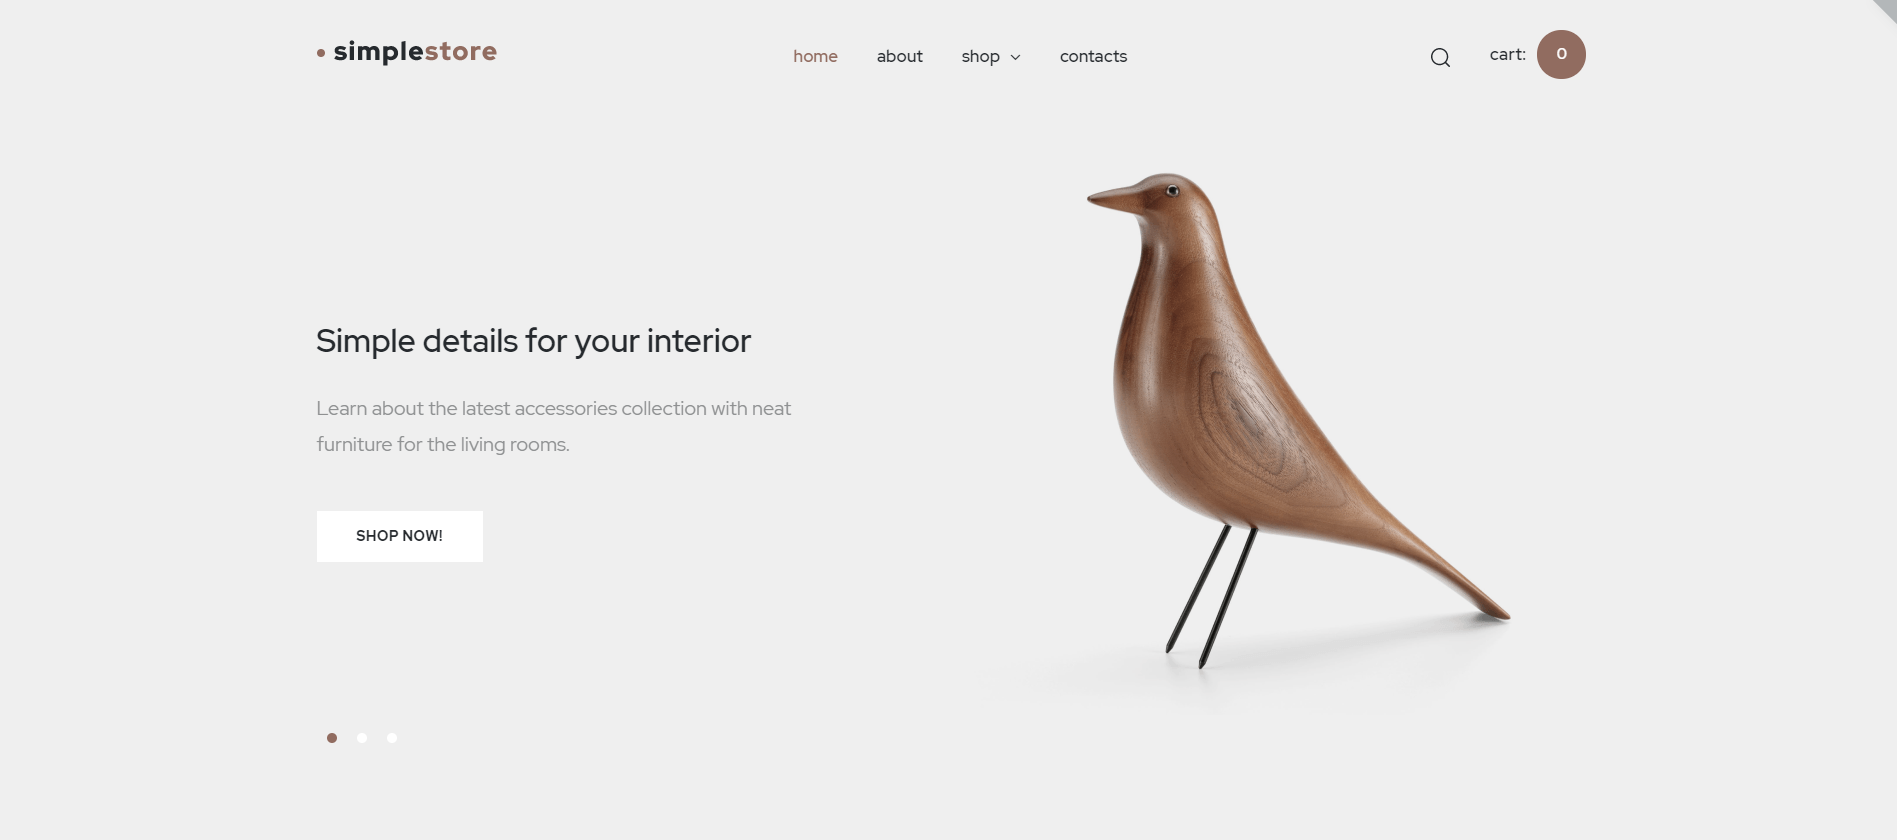 simplestore
home
about
shop
contacts
cart:
0
Simple details for your interior
Learn about the latest accessories collection with neat
furniture for the living rooms.
SHOP NOW!